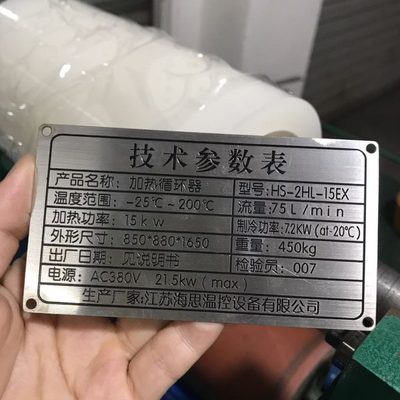 技术参数表
产品名称: 加热循环器 型号: HS-2HL-15EX
温度范围: -25℃~200℃ 流量: 75L/min
加热功率: 15kw 制冷功率: 7.2KW (at-20℃)
外形尺寸: 850*880*1650 重量: 450kg
出厂日期: 见说明书 检验员: 007
电源: AC380V 21.5kw (max)
生产厂家: 江苏海思温控设备有限公司